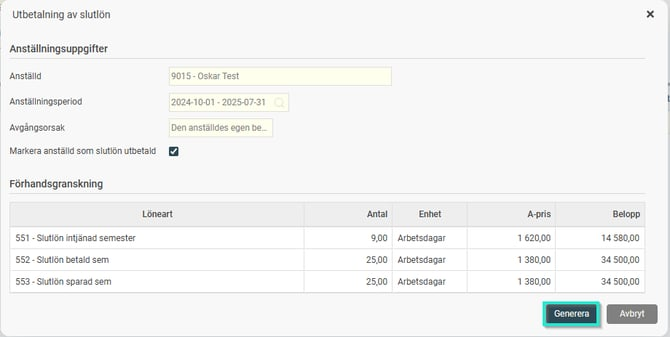 Utbetalning av slutlön
Anställningsuppgifter
Anställd 9015 - Oskar Test
Anställningsperiod 2024-10-01 - 2025-07-31
Avgångsorsak Den anställdes egen be...
Markera anställd som slutlön utbetald
Förhandsgranskning
Löneart Antal Enhet A-pris Belopp
551 - Slutlön intjänad semester 9,00 Arbetsdagar 1 620,00 14 580,00
552 - Slutlön betald sem 25,00 Arbetsdagar 1 380,00 34 500,00
553 - Slutlön sparad sem 25,00 Arbetsdagar 1 380,00 34 500,00
Generera Avbryt